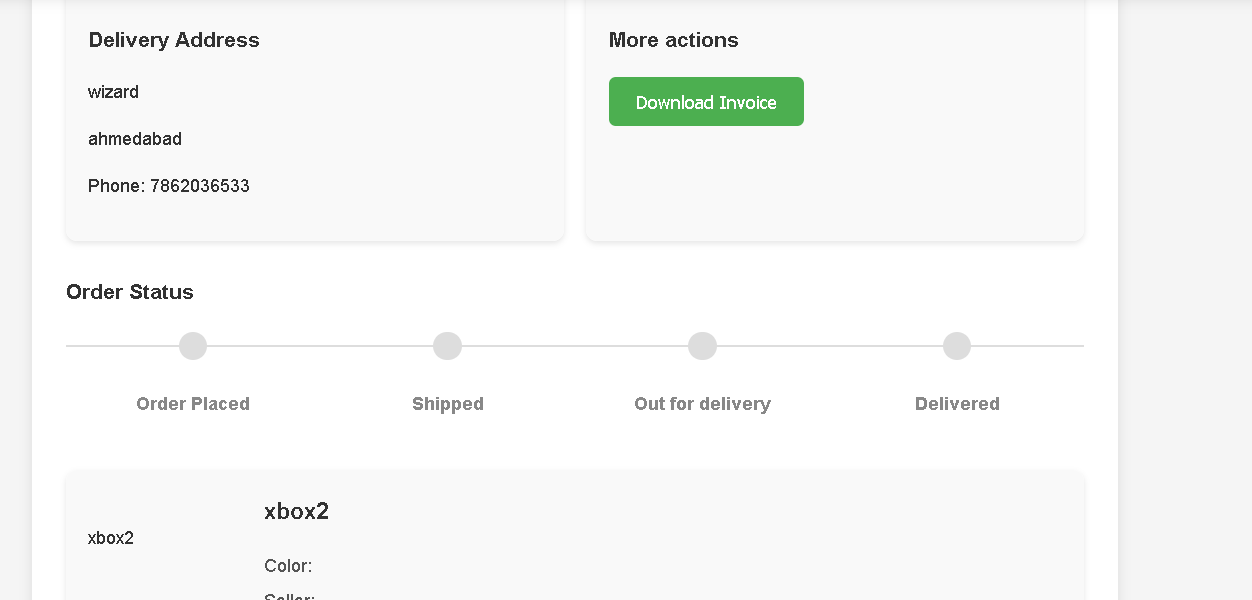 Delivery Address
wizard
ahmedabad
Phone: 7862036533
More actions
Download Invoice
Order Status
Order Placed
Shipped
Out for delivery
Delivered
xbox2
xbox2
Color:
Seller: